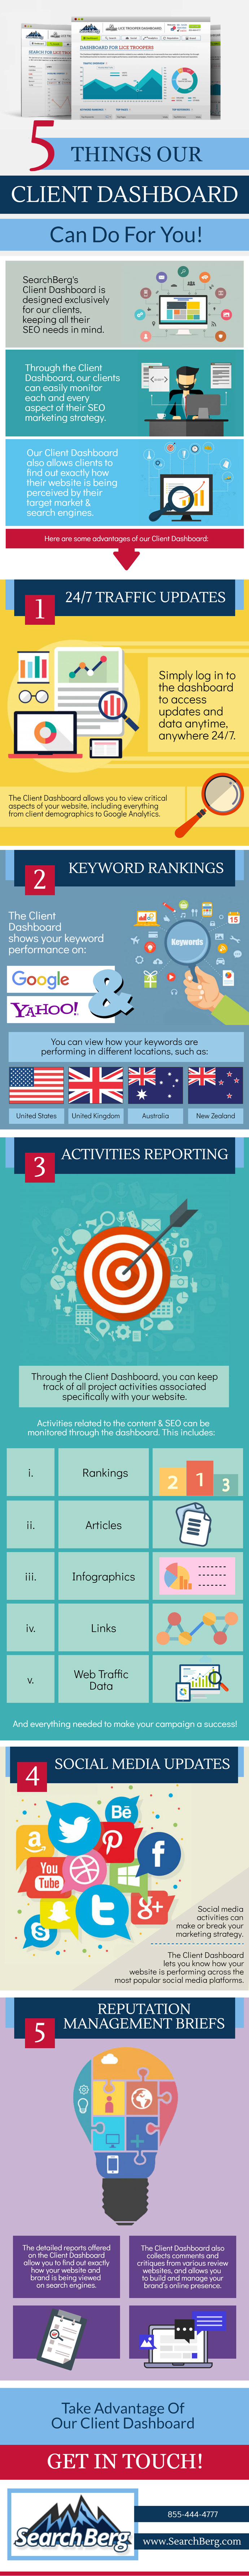 DASHBOARD FOR LICE TROOPERS
5
THINGS OUR
CLIENT DASHBOARD
Can Do For You!
SearchBerg's
Client Dashboard is
designed exclusively
for our clients,
keeping all their
SEO needs in mind.
Through the Client
Dashboard, our clients
can easily monitor
each and every
aspect of their SEO
marketing strategy.
Our Client Dashboard
also allows clients to
find out exactly how
their website is being
perceived by their
target market &
search engines.
Here are some advantages of our Client Dashboard:
1
24/7 TRAFFIC UPDATES
Simply log in to
the dashboard
to access
updates and
data anytime,
anywhere 24/7.
The Client Dashboard allows you to view critical
aspects of your website, including everything
from client demographics to Google Analytics.
2
KEYWORD RANKINGS
The Client
Dashboard
shows your keyword
performance on:
15
Keywords
Google
&
YAHOO!
You can view how your keywords are
performing in different locations, such as:
United States
United Kingdom
Australia
New Zealand
3
ACTIVITIES REPORTING
Through the Client Dashboard, you can keep
track of all project activities associated
specifically with your website.
Activities related to the content & SEO can be
monitored through the dashboard. This includes:
i.
Rankings
2 1 3
ii.
Articles
iii.
Infographics
iv.
Links
v.
Web Traffic
Data
And everything needed to make your campaign a success!
4
SOCIAL MEDIA UPDATES
Bē
a
f
You
Tube
t
g+
S
Social media
activities can
make or break your
marketing strategy.
The Client Dashboard
lets you know how your
website is performing across the
most popular social media platforms.
5
REPUTATION
MANAGEMENT BRIEFS
The detailed reports offered
on the Client Dashboard
allow you to find out exactly
how your website and
brand is being viewed
on search engines.
The Client Dashboard also
collects comments and
critiques from various review
websites, and allows you
to build and manage your
brand's online presence.
Take Advantage Of
Our Client Dashboard
GET IN TOUCH!
SearchBerg
855-444-4777
www.SearchBerg.com